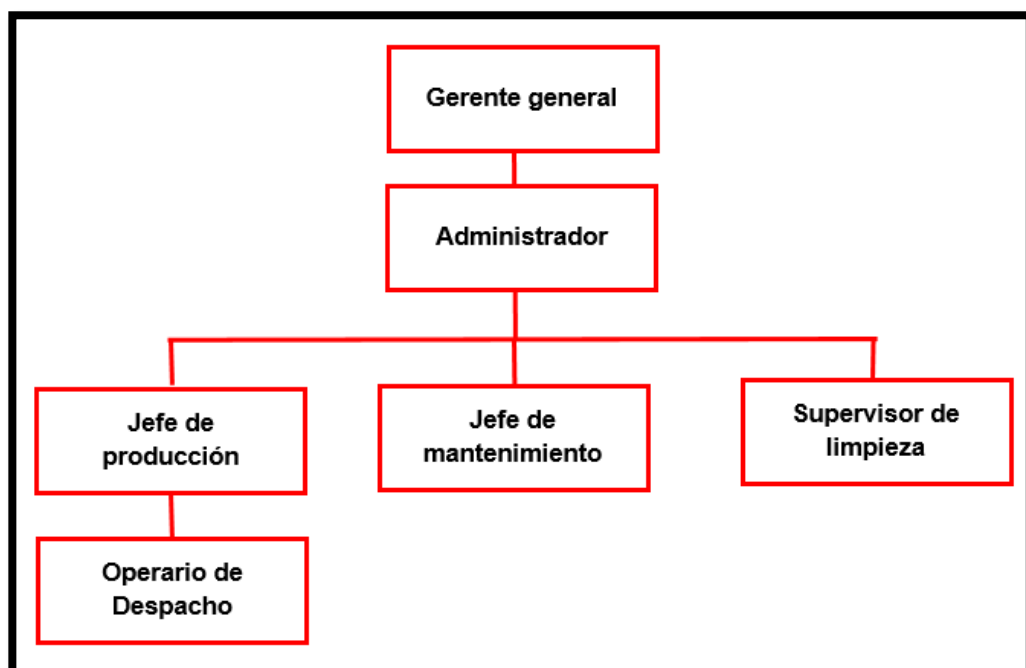 Gerente general
Administrador
Jefe de
producción
Jefe de
mantenimiento
Supervisor de
limpieza
Operario de
Despacho